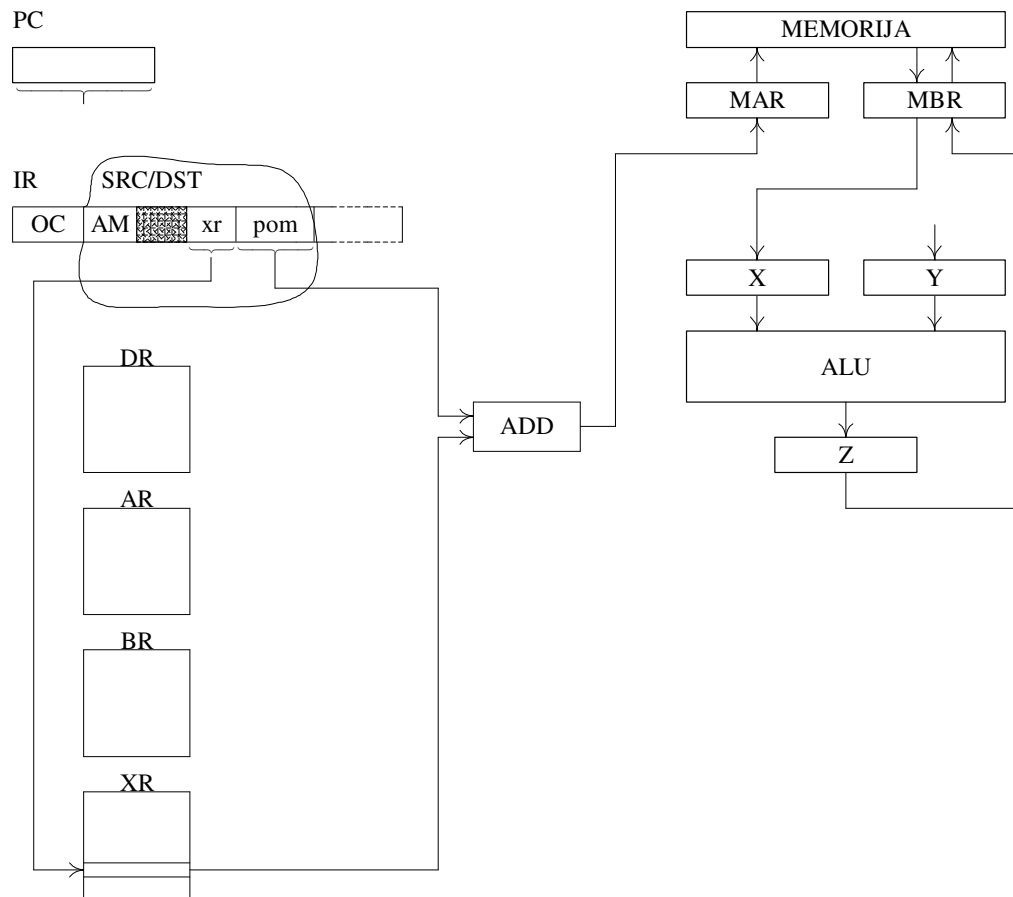 PC
MEMORIJA
MAR
MBR
IR
SRC/DST
OC
AM
xr
pom
X
Y
DR
ALU
ADD
Z
AR
BR
XR